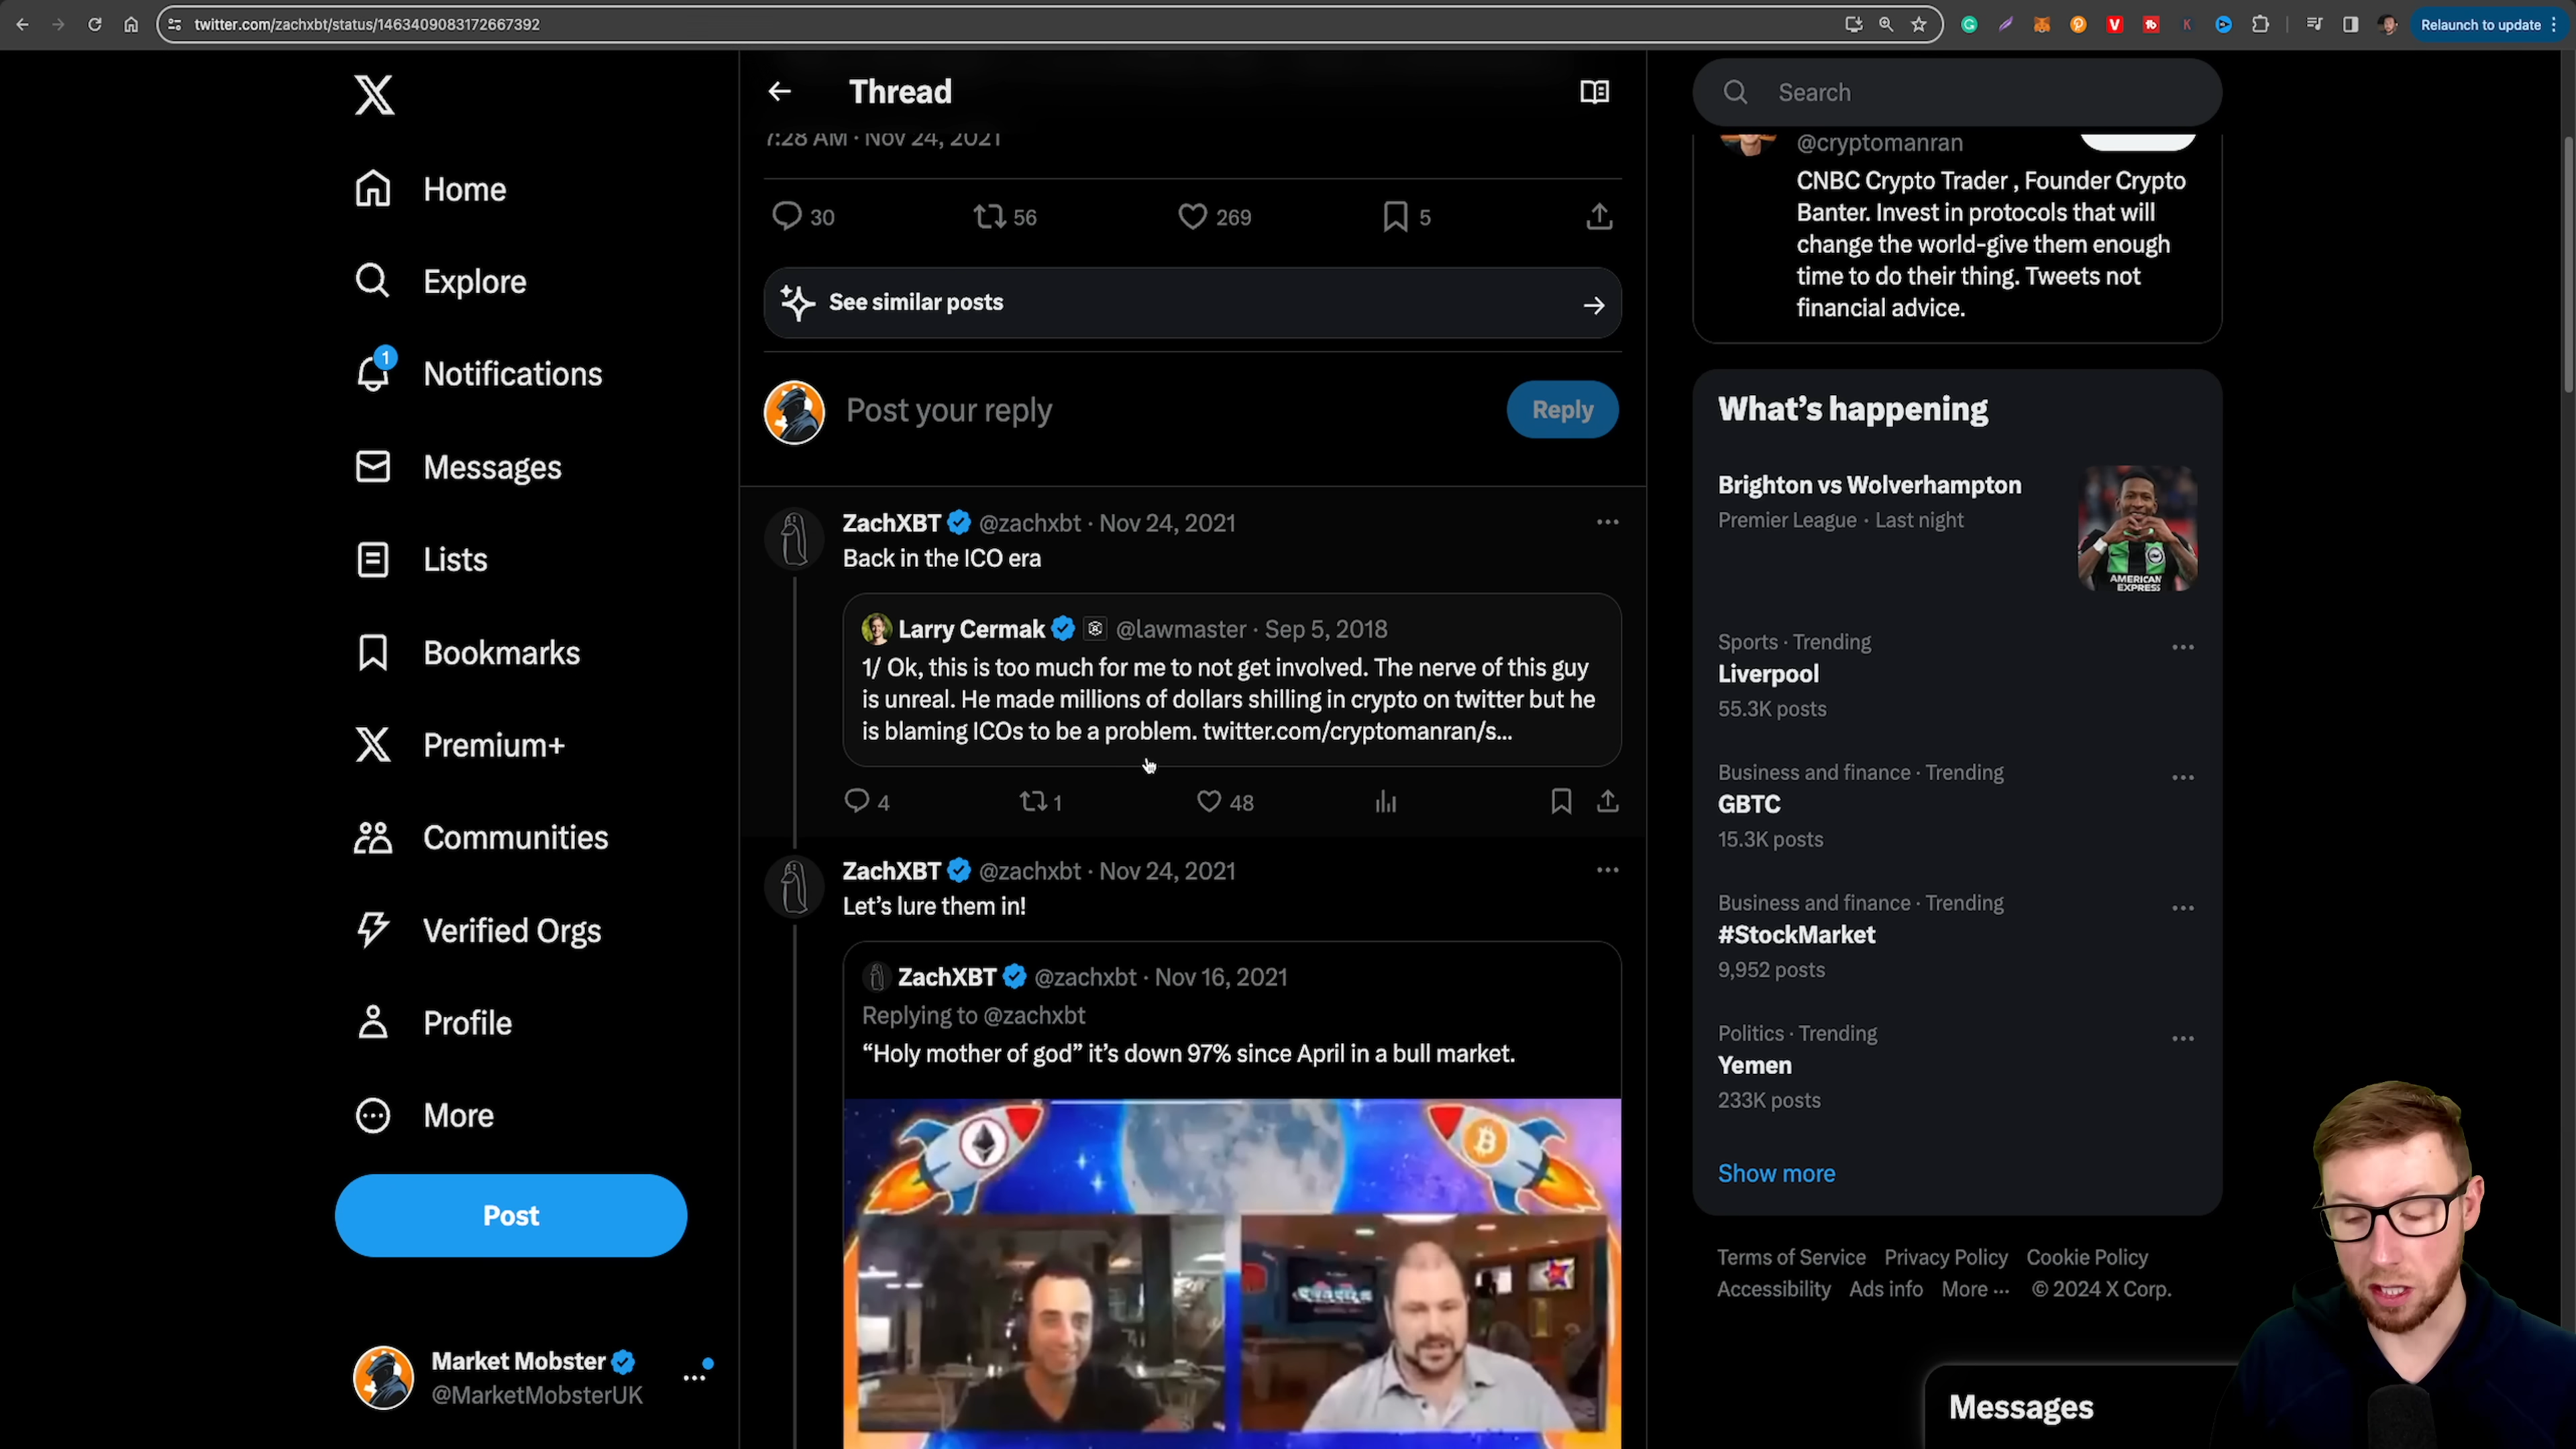 twitter.com/zachxbt/status/1463409083172667392
Relaunch to update
Home
Explore
1
Notifications
Messages
Lists
Bookmarks
Premium+
Communities
Verified Orgs
Profile
More
Post
Market Mobster
@MarketMobsterUK
Thread
7:28 AM · Nov 24, 2021
30 56 269 5
See similar posts
Post your reply
Reply
ZachXBT @zachxbt · Nov 24, 2021
Back in the ICO era
Larry Cermak @lawmaster · Sep 5, 2018
1/ Ok, this is too much for me to not get involved. The nerve of this guy
is unreal. He made millions of dollars shilling in crypto on twitter but he
is blaming ICOs to be a problem. twitter.com/cryptomanran/s...
4 1 48
ZachXBT @zachxbt · Nov 24, 2021
Let's lure them in!
ZachXBT @zachxbt · Nov 16, 2021
Replying to @zachxbt
“Holy mother of god” it's down 97% since April in a bull market.
Search
@cryptomanran
CNBC Crypto Trader , Founder Crypto
Banter. Invest in protocols that will
change the world-give them enough
time to do their thing. Tweets not
financial advice.
What's happening
Brighton vs Wolverhampton
Premier League · Last night
AMERICAN
EXPRESS
Sports · Trending
Liverpool
55.3K posts
Business and finance · Trending
GBTC
15.3K posts
Business and finance · Trending
#StockMarket
9,952 posts
Politics · Trending
Yemen
233K posts
Show more
Terms of Service Privacy Policy Cookie Policy
Accessibility Ads info More ··· © 2024 X Corp.
Messages